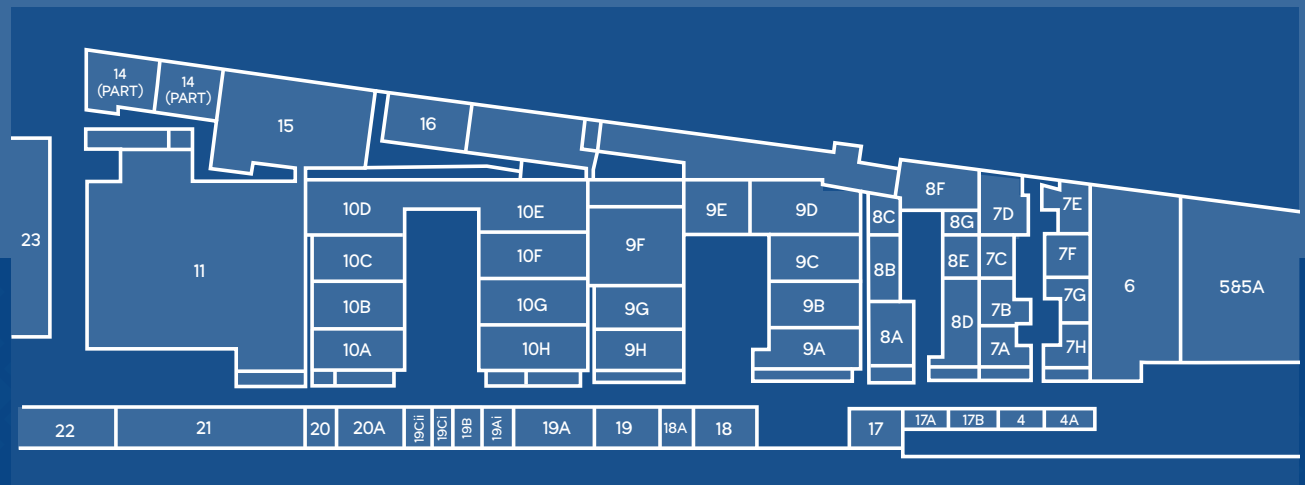 14
(PART)
14
(PART)
15
16
23
11
10D
10C
10B
10A
10E
10F
10G
10H
9F
9G
9H
9E
9D
9C
9B
9A
8C
8B
8A
8F
8G
8E
8D
7D
7C
7B
7A
7E
7F
7G
7H
6
5&5A
22
21
20
20A
19Cii
19Ci
19B
19Ai
19A
19
18A
18
17
17A
17B
4
4A